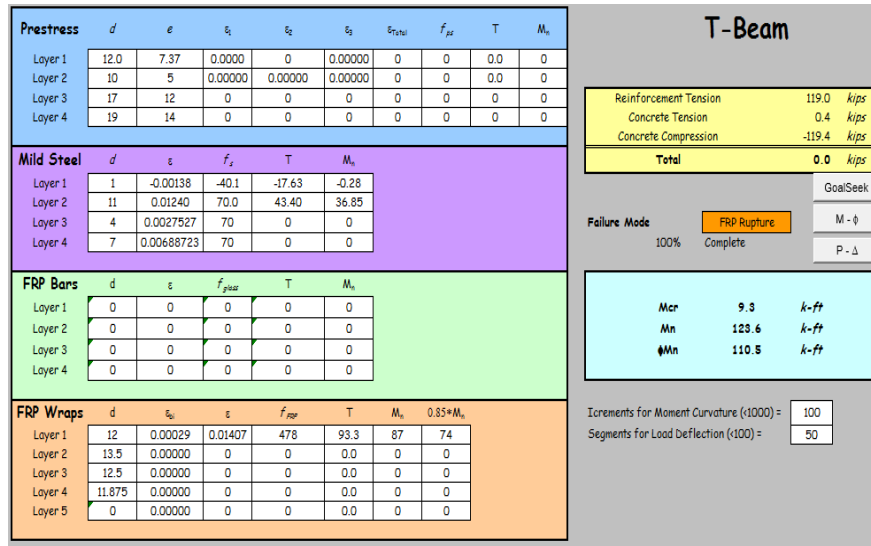 Prestress d e ε₁ ε₂ ε₃ εTotal fps T Mn
Layer 1 12.0 7.37 0.0000 0 0.00000 0 0 0.0 0
Layer 2 10 5 0.00000 0.00000 0.00000 0 0 0.0 0
Layer 3 17 12 0 0 0 0 0 0 0
Layer 4 19 14 0 0 0 0 0 0 0
Mild Steel d ε fs T Mn
Layer 1 1 -0.00138 -40.1 -17.63 -0.28
Layer 2 11 0.01240 70.0 43.40 36.85
Layer 3 4 0.0027527 70 0 0
Layer 4 7 0.00688723 70 0 0
FRP Bars d ε fglass T Mn
Layer 1 0 0 0 0 0
Layer 2 0 0 0 0 0
Layer 3 0 0 0 0 0
Layer 4 0 0 0 0 0
FRP Wraps d εbi ε fFRP T Mn 0.85*Mn
Layer 1 12 0.00029 0.01407 478 93.3 87 74
Layer 2 13.5 0.00000 0 0 0.0 0 0
Layer 3 12.5 0.00000 0 0 0.0 0 0
Layer 4 11.875 0.00000 0 0 0.0 0 0
Layer 5 0 0.00000 0 0 0.0 0 0
T-Beam
Reinforcement Tension 119.0 kips
Concrete Tension 0.4 kips
Concrete Compression -119.4 kips
Total 0.0 kips
GoalSeek
Failure Mode FRP Rupture
100% Complete
M - ϕ
P - Δ
Mcr 9.3 k-ft
Mn 123.6 k-ft
ϕMn 110.5 k-ft
Icrements for Moment Curvature (<1000) = 100
Segments for Load Deflection (<100) = 50